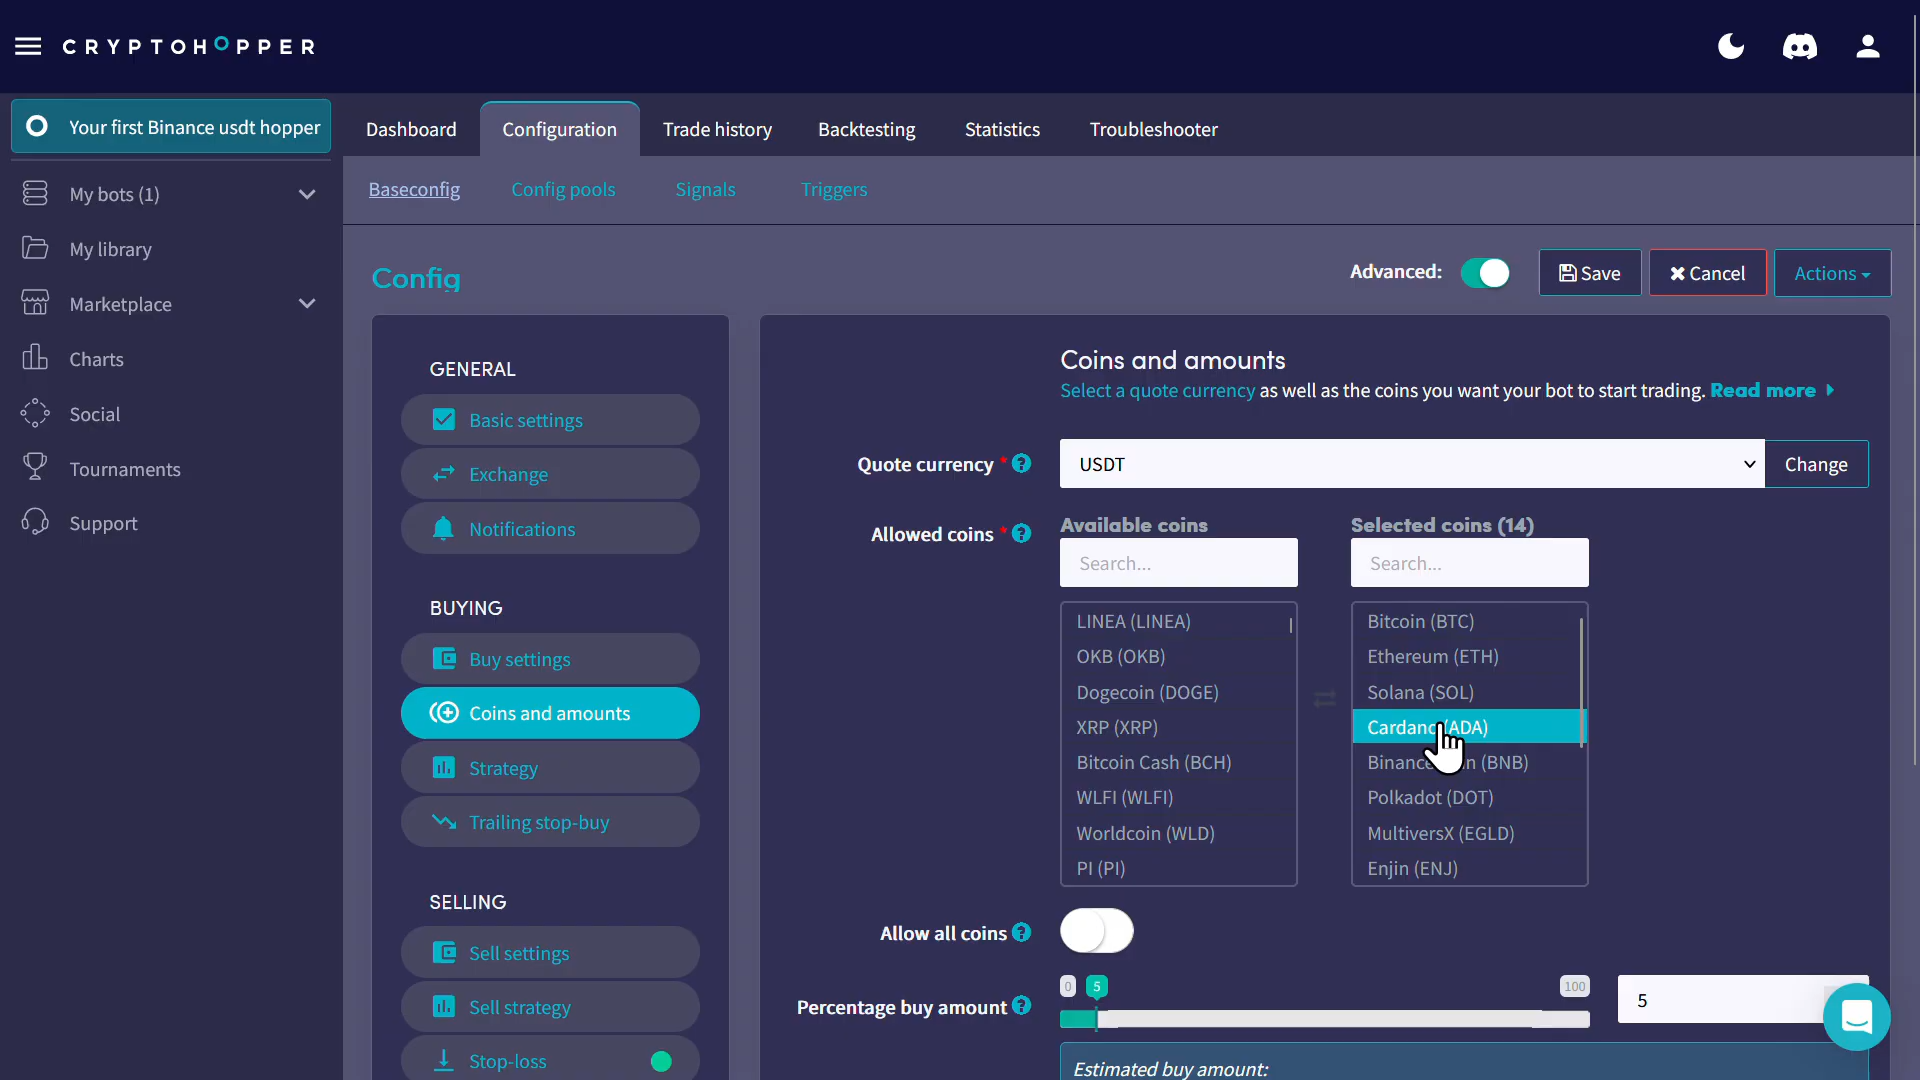 CRYPTOHOPPER
Your first Binance usdt hopper
My bots (1)
My library
Marketplace
Charts
Social
Tournaments
Support
Dashboard
Configuration
Trade history
Backtesting
Statistics
Troubleshooter
Baseconfig
Config pools
Signals
Triggers
Config
Advanced:
Save
Cancel
Actions
GENERAL
Basic settings
Exchange
Notifications
BUYING
Buy settings
Coins and amounts
Strategy
Trailing stop-buy
SELLING
Sell settings
Sell strategy
Stop-loss
Coins and amounts
Select a quote currency as well as the coins you want your bot to start trading. Read more
Quote currency *
USDT
Change
Allowed coins *
Available coins
Search...
LINEA (LINEA)
OKB (OKB)
Dogecoin (DOGE)
XRP (XRP)
Bitcoin Cash (BCH)
WLFI (WLFI)
Worldcoin (WLD)
PI (PI)
Selected coins (14)
Search...
Bitcoin (BTC)
Ethereum (ETH)
Solana (SOL)
(ADA)
(BNB)
Polkadot (DOT)
MultiversX (EGLD)
Enjin (ENJ)
Allow all coins
Percentage buy amount
0
5
100
5
Estimated buy amount: